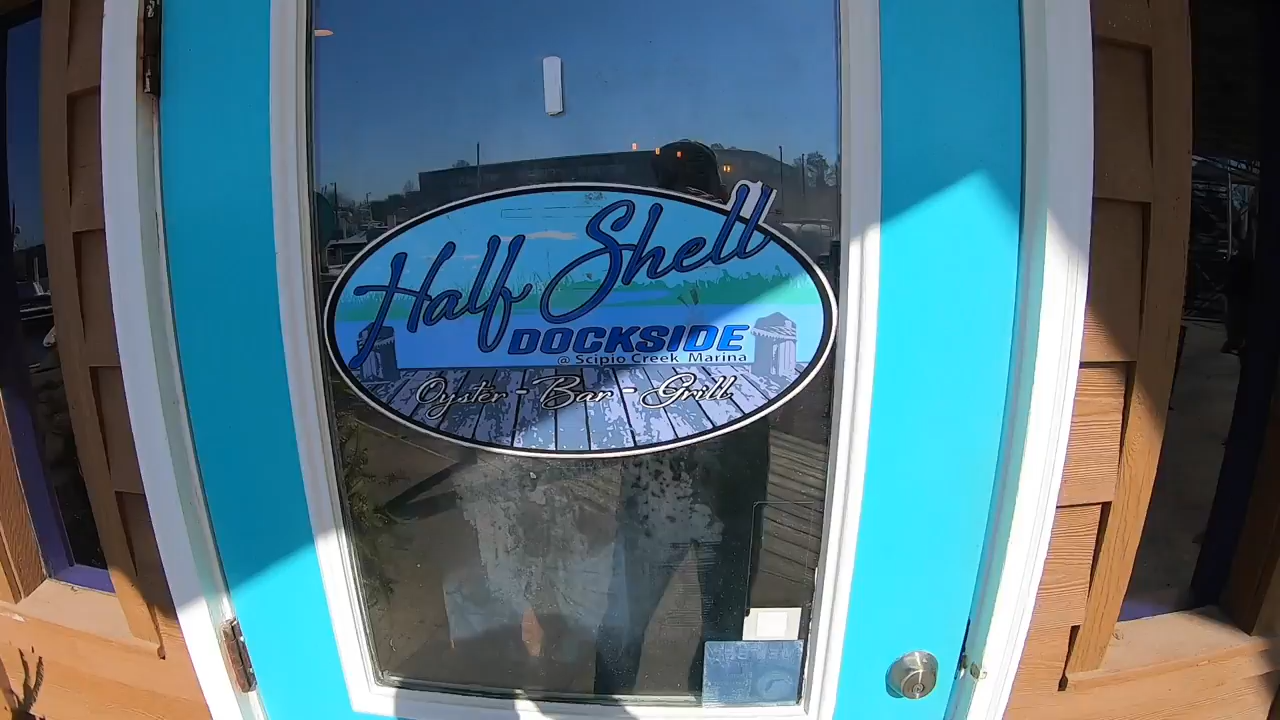 Half Shell
DOCKSIDE
@ Scipio Creek Marina
Oyster - Bar - Grill